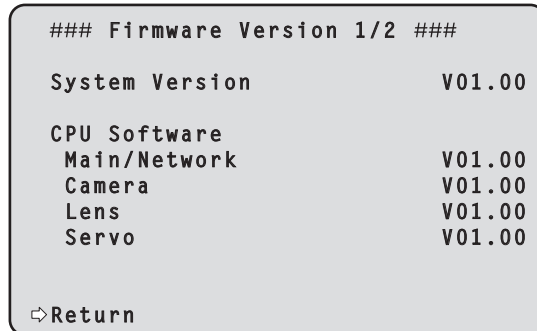 ### Firmware Version 1/2 ###
System Version V01.00
CPU Software
Main/Network V01.00
Camera V01.00
Lens V01.00
Servo V01.00
⇨Return